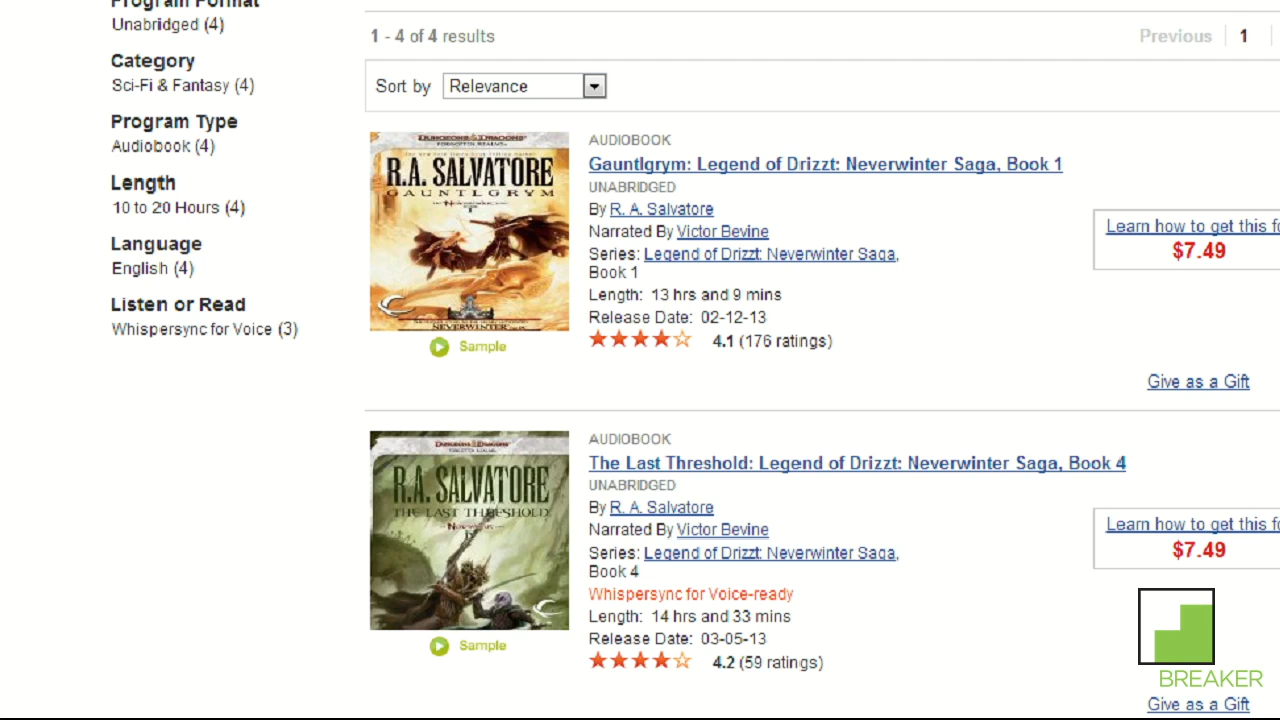 Program Format
Unabridged (4)
Category
Sci-Fi & Fantasy (4)
Program Type
Audiobook (4)
Length
10 to 20 Hours (4)
Language
English (4)
Listen or Read
Whispersync for Voice (3)
1 - 4 of 4 results
Previous
1
Sort by
Relevance
DUNGEONS & DRAGONS
FORGOTTEN REALMS
R.A. SALVATORE
GAUNTLGRYM
NEVERWINTER
Sample
AUDIOBOOK
Gauntlgrym: Legend of Drizzt: Neverwinter Saga, Book 1
UNABRIDGED
By R. A. Salvatore
Narrated By Victor Bevine
Series: Legend of Drizzt: Neverwinter Saga,
Book 1
Length: 13 hrs and 9 mins
Release Date: 02-12-13
4.1 (176 ratings)
Learn how to get this fo
$7.49
Give as a Gift
DUNGEONS & DRAGONS
R.A. SALVATORE
THE LAST THRESHOLD
Sample
AUDIOBOOK
The Last Threshold: Legend of Drizzt: Neverwinter Saga, Book 4
UNABRIDGED
By R. A. Salvatore
Narrated By Victor Bevine
Series: Legend of Drizzt: Neverwinter Saga,
Book 4
Whispersync for Voice-ready
Length: 14 hrs and 33 mins
Release Date: 03-05-13
4.2 (59 ratings)
Learn how to get this fo
$7.49
BREAKER
Give as a Gift